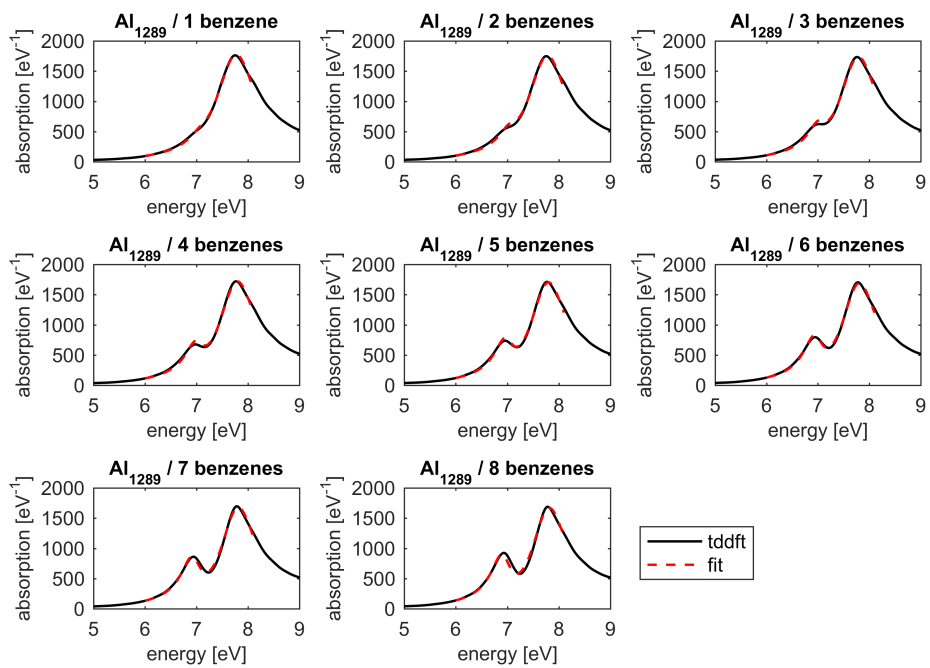 Al1289 / 1 benzene
Al1289 / 2 benzenes
Al1289 / 3 benzenes
absorption [eV-1]
2000
1500
1000
500
0
5 6 7 8 9
energy [eV]
absorption [eV-1]
2000
1500
1000
500
0
5 6 7 8 9
energy [eV]
absorption [eV-1]
2000
1500
1000
500
0
5 6 7 8 9
energy [eV]
Al1289 / 4 benzenes
Al1289 / 5 benzenes
Al1289 / 6 benzenes
absorption [eV-1]
2000
1500
1000
500
0
5 6 7 8 9
energy [eV]
absorption [eV-1]
2000
1500
1000
500
0
5 6 7 8 9
energy [eV]
absorption [eV-1]
2000
1500
1000
500
0
5 6 7 8 9
energy [eV]
Al1289 / 7 benzenes
Al1289 / 8 benzenes
absorption [eV-1]
2000
1500
1000
500
0
5 6 7 8 9
energy [eV]
absorption [eV-1]
2000
1500
1000
500
0
5 6 7 8 9
energy [eV]
tddft
fit